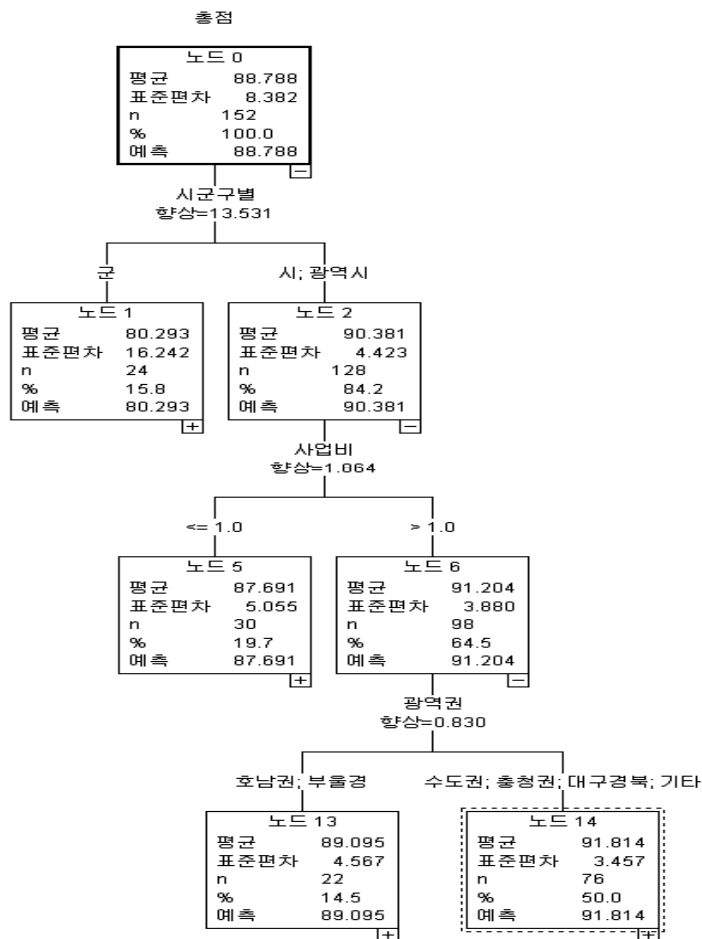 총점
노드 0
평균 88.788
표준편차 8.382
n 152
% 100.0
예측 88.788
시군구별
향상=13.531
군
시; 광역시
노드 1
평균 80.293
표준편차 16.242
n 24
% 15.8
예측 80.293
노드 2
평균 90.381
표준편차 4.423
n 128
% 84.2
예측 90.381
사업비
향상=1.064
<= 1.0
> 1.0
노드 5
평균 87.691
표준편차 5.055
n 30
% 19.7
예측 87.691
노드 6
평균 91.204
표준편차 3.880
n 98
% 64.5
예측 91.204
광역권
향상=0.830
호남권; 부울경
수도권; 충청권; 대구경북; 기타
노드 13
평균 89.095
표준편차 4.567
n 22
% 14.5
예측 89.095
노드 14
평균 91.814
표준편차 3.457
n 76
% 50.0
예측 91.814